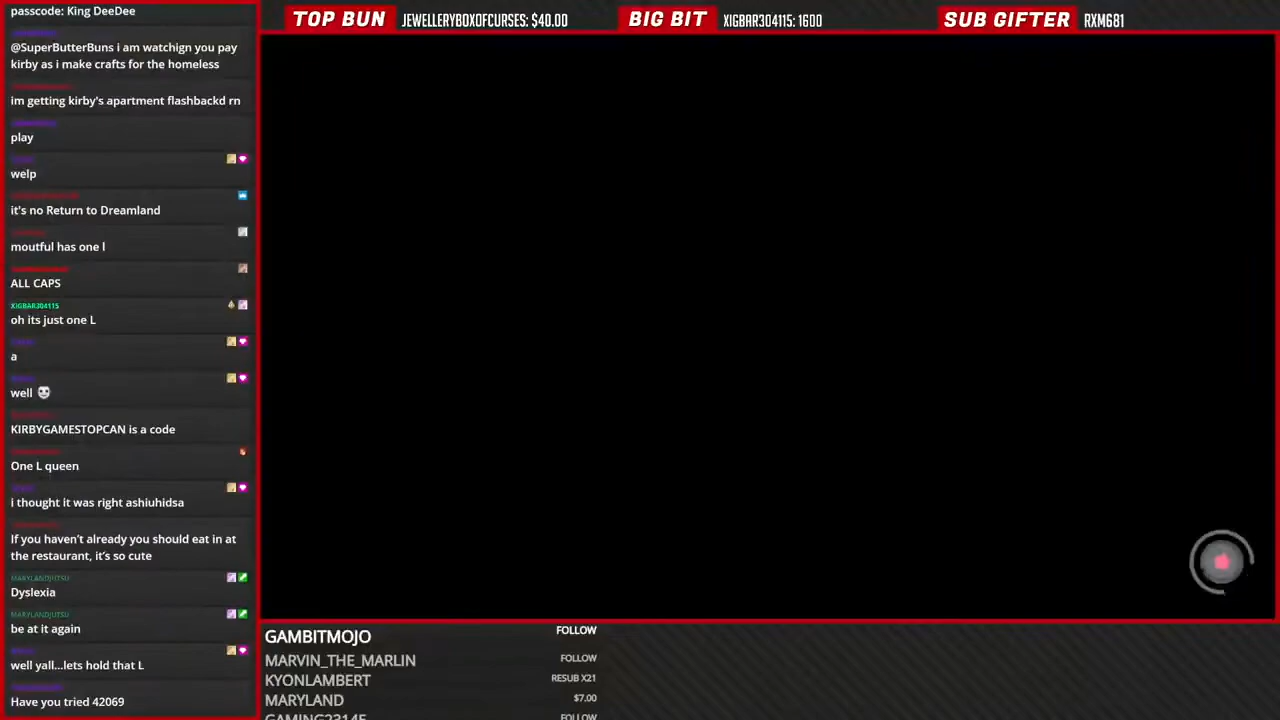 TOP BUN JEWELLERYBOXOFCURSES: $40.00 BIG BIT XIGBAR304115: 1600 SUB GIFTER RXM681
passcode: King DeeDee
@SuperButterBuns i am watchign you pay
kirby as i make crafts for the homeless
im getting kirby's apartment flashbackd rn
play
welp
it's no Return to Dreamland
moutful has one l
ALL CAPS
XIGBAR304115
oh its just one L
a
well
KIRBYGAMESTOPCAN is a code
One L queen
i thought it was right ashiuhidsa
If you haven't already you should eat in at
the restaurant, it's so cute
MARYLANDJUTSU
Dyslexia
MARYLANDJUTSU
be at it again
well yall...lets hold that L
Have you tried 42069
GAMBITMOJO FOLLOW
MARVIN_THE_MARLIN FOLLOW
KYONLAMBERT RESUB X21
MARYLAND $7.00
GAMING23145 FOLLOW